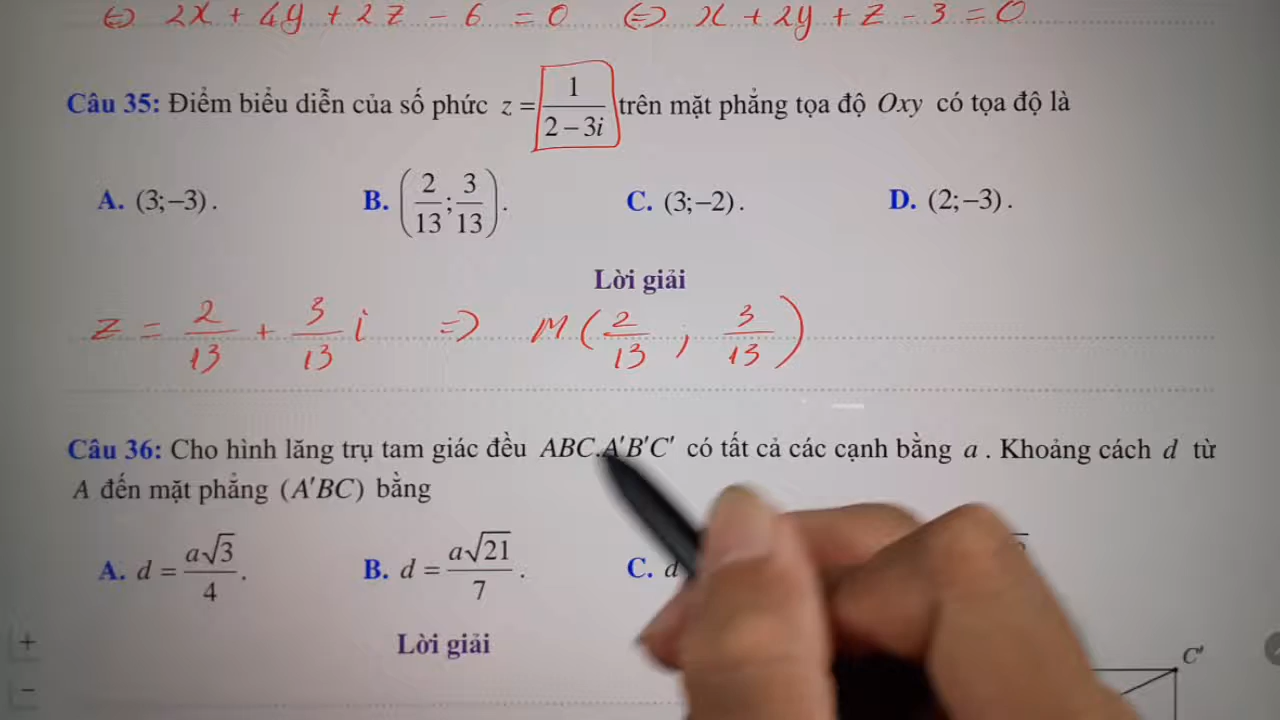 ⇔ 2x + 4y + 2z - 6 = 0 ⇔ x + 2y + z - 3 = 0
Câu 35: Điểm biểu diễn của số phức z = 1/(2 − 3i) trên mặt phẳng tọa độ Oxy có tọa độ là
A. (3;−3). B. (2/13; 3/13). C. (3;−2). D. (2;−3).
Lời giải
z = 2/13 + 3/13 i ⇒ M(2/13 ; 3/13)
Câu 36: Cho hình lăng trụ tam giác đều ABC.A′B′C′ có tất cả các cạnh bằng a. Khoảng cách d từ
A đến mặt phẳng (A′BC) bằng
A. d = a√3/4. B. d = a√21/7. C. d
Lời giải
C′